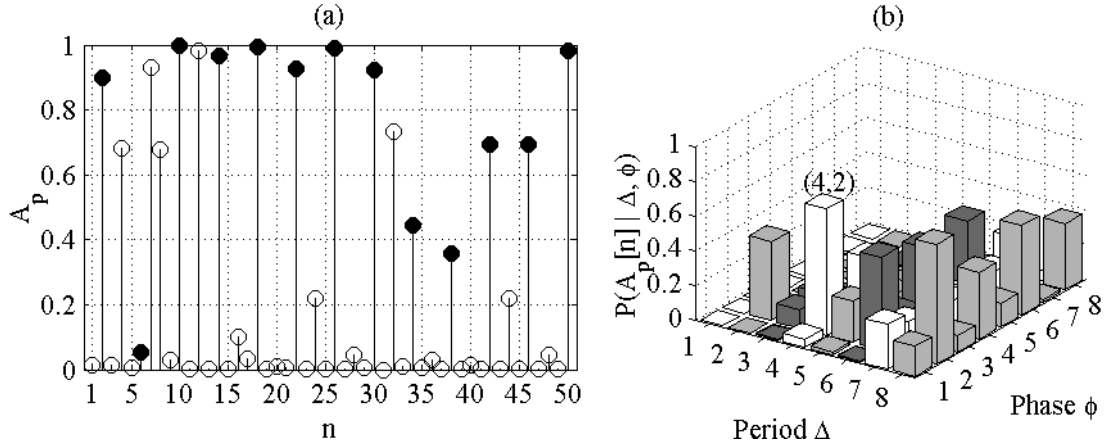 (a)
1
0.8
0.6
0.4
0.2
0
A_p
1 5 10 15 20 25 30 35 40 45 50
n
(b)
1
0.8
0.6
0.4
0.2
0
P(A_p[n] | Δ, ϕ)
(4,2)
1 2 3 4 5 6 7 8
Period Δ
1 2 3 4 5 6 7 8
Phase ϕ